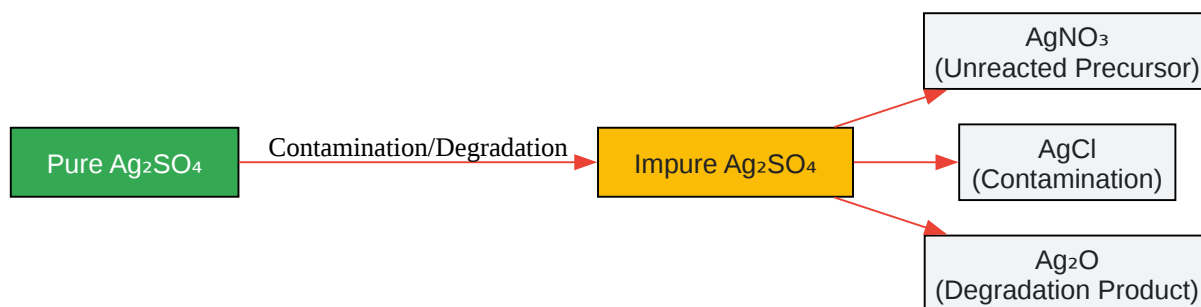 Pure Ag₂SO₄
Contamination/Degradation
Impure Ag₂SO₄
AgNO₃
(Unreacted Precursor)
AgCl
(Contamination)
Ag₂O
(Degradation Product)